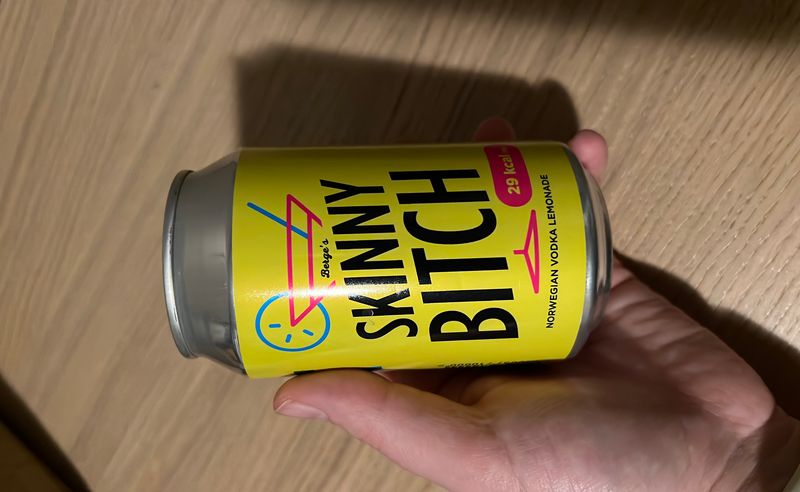 Berge's
SKINNY
BITCH
29 kcal
NORWEGIAN VODKA LEMONADE